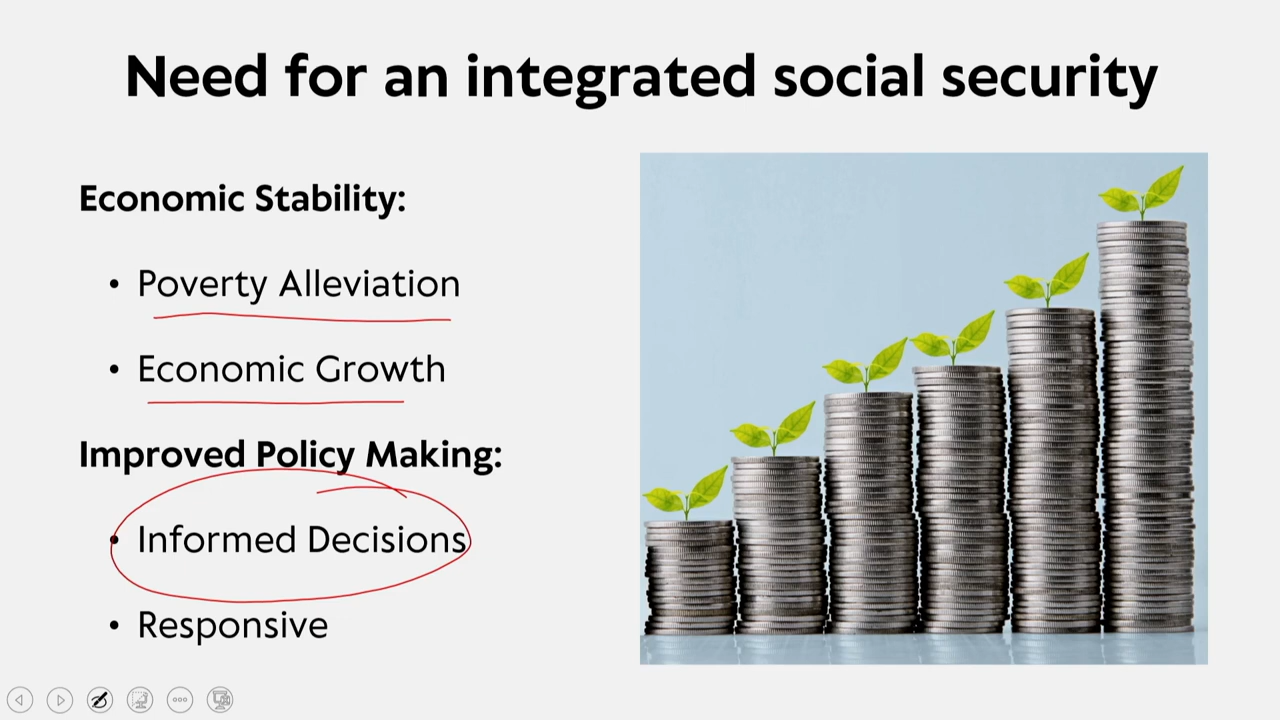 Need for an integrated social security
Economic Stability:
• Poverty Alleviation
• Economic Growth
Improved Policy Making:
• Informed Decisions
• Responsive